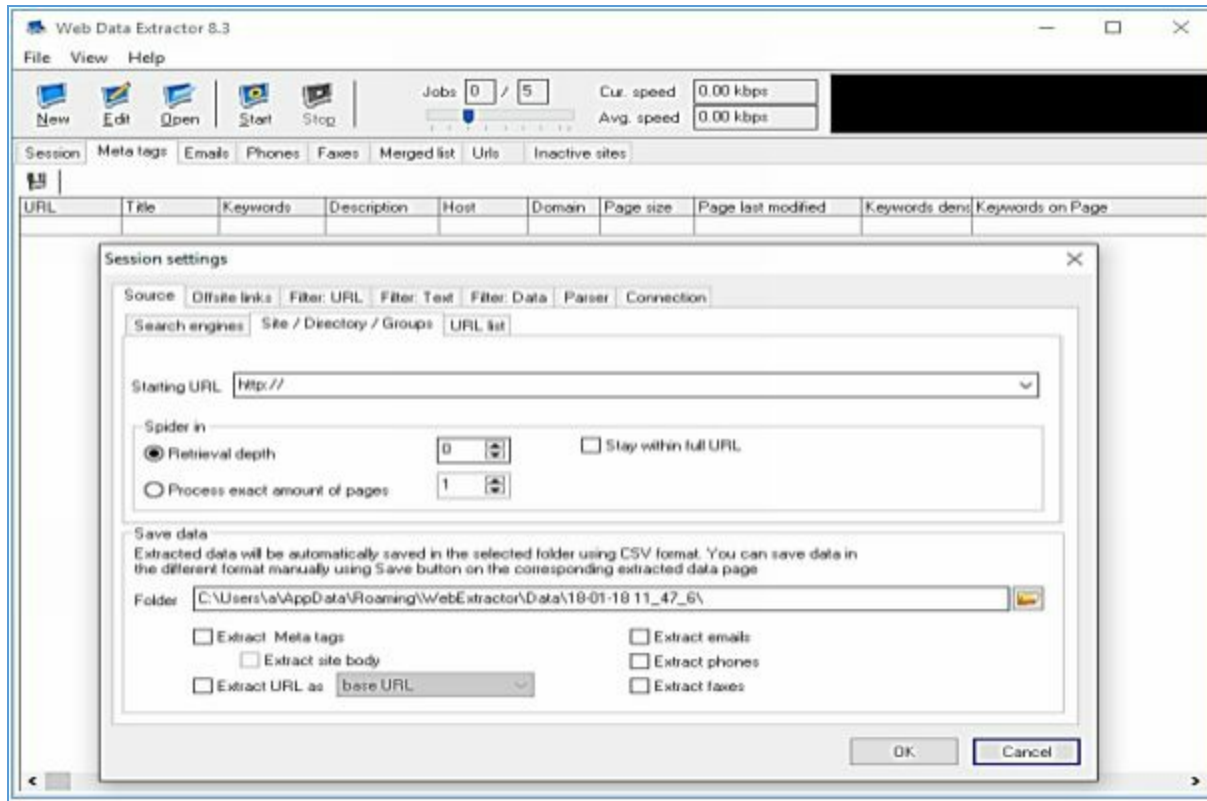 Web Data Extractor 8.3
File View Help
Jobs 0 / 5 Cur. speed 0.00 kbps
New Edit Open Start Stop Avg. speed 0.00 kbps
Session Meta tags Emails Phones Faxes Merged list Urls Inactive sites
URL Title Keywords Description Host Domain Page size Page last modified Keywords dens Keywords on Page
Session settings
Source Offsite links Filter: URL Filter: Text Filter: Data Parser Connection
Search engines Site / Directory / Groups URL list
Starting URL http://
Spider in
Retrieval depth 0 Stay within full URL
Process exact amount of pages 1
Save data
Extracted data will be automatically saved in the selected folder using CSV format. You can save data in
the different format manually using Save button on the corresponding extracted data page
Folder C:\Users\a\AppData\Roaming\WebExtractor\Data\18-01-18 11_47_6\
Extract Meta tags Extract emails
Extract site body Extract phones
Extract URL as base URL Extract faxes
OK Cancel